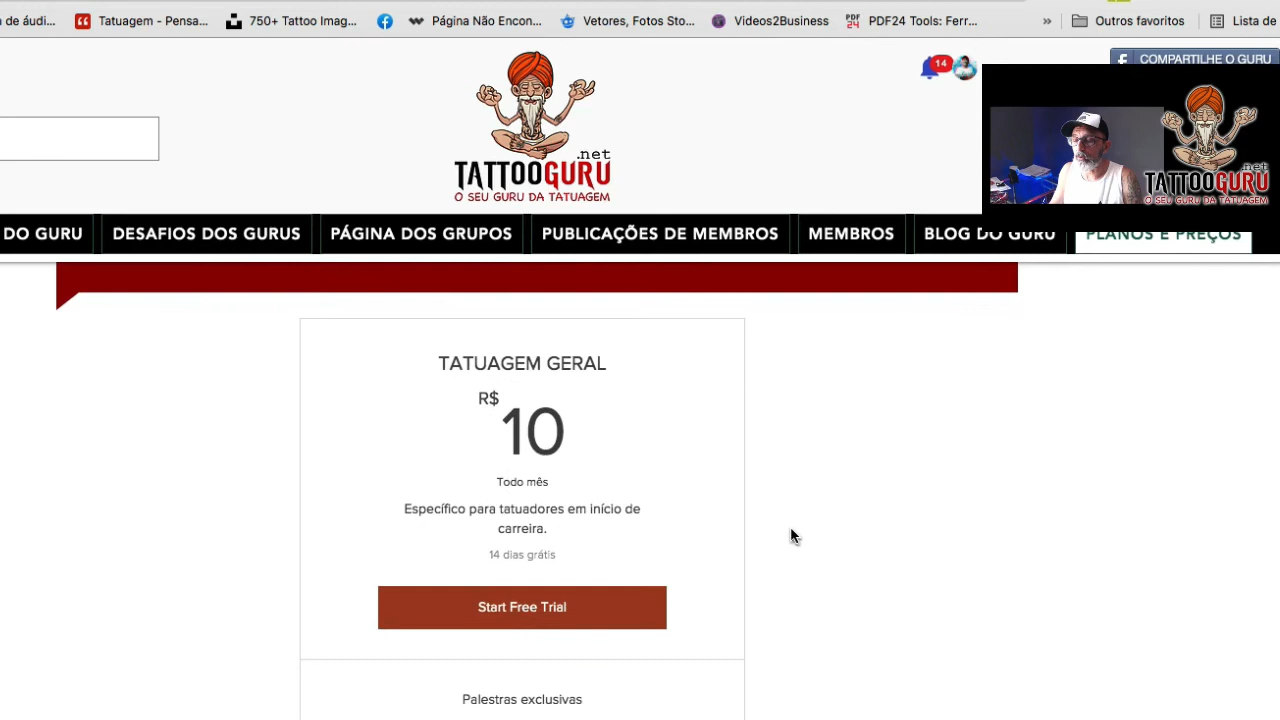 a de áudi...
Tatuagem - Pensa...
750+ Tattoo Imag...
Página Não Encon...
Vetores, Fotos Sto...
Videos2Business
PDF 24
PDF24 Tools: Ferr...
»
Outros favoritos
Lista de
14
COMPARTILHE O GURU
.net
TATTOOGURU
O SEU GURU DA TATUAGEM
.net
TATTOOGURU
O SEU GURU DA TATUAGEM
DO GURU
DESAFIOS DOS GURUS
PÁGINA DOS GRUPOS
PUBLICAÇÕES DE MEMBROS
MEMBROS
BLOG DO GURU
PLANOS E PREÇOS
TATUAGEM GERAL
R$
10
Todo mês
Específico para tatuadores em início de
carreira.
14 dias grátis
Start Free Trial
Palestras exclusivas